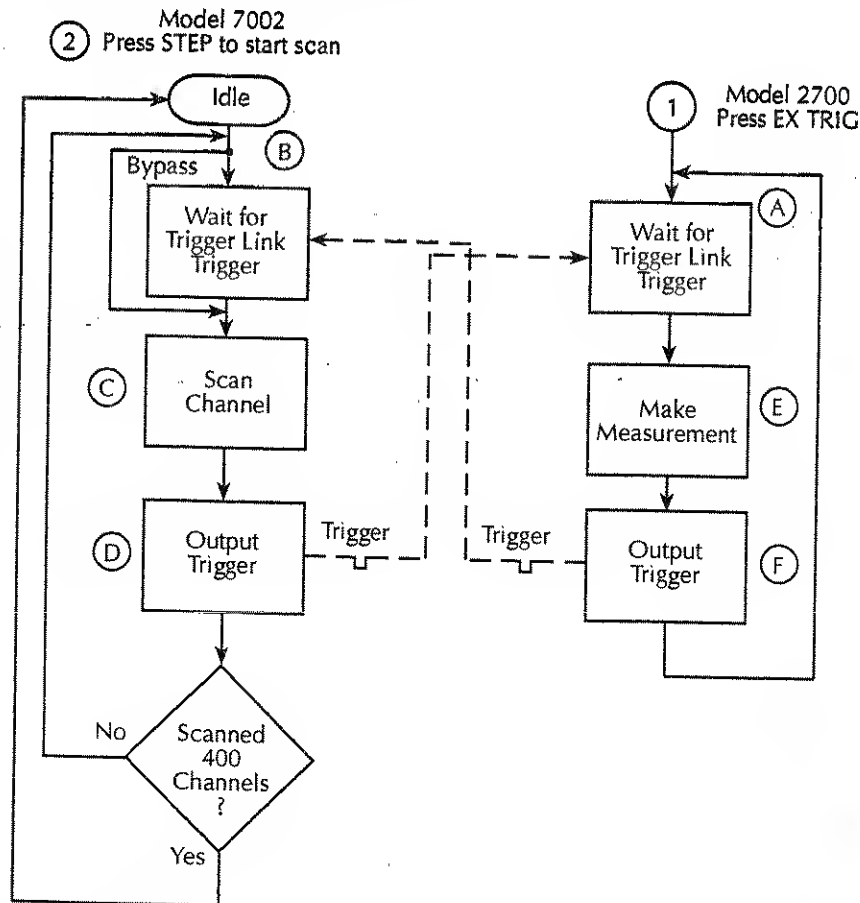 Model 7002
2 Press STEP to start scan
Idle
B
Bypass
Wait for
Trigger Link
Trigger
C
Scan
Channel
D
Output
Trigger
Trigger
No
Scanned
400
Channels
?
Yes
1
Model 2700
Press EX TRIG
A
Wait for
Trigger Link
Trigger
E
Make
Measurement
Trigger
Output
Trigger
F